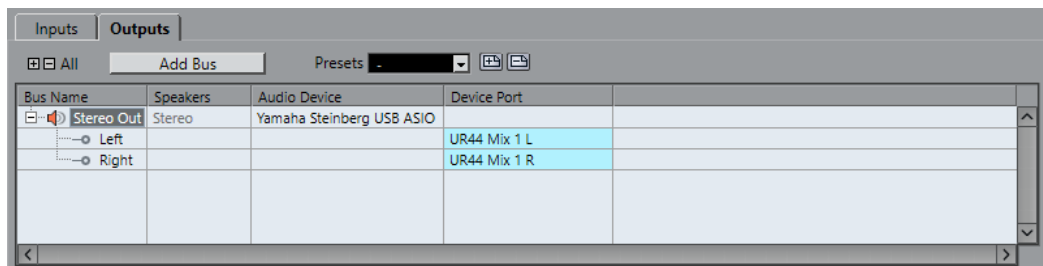 Inputs Outputs
All Add Bus Presets -
Bus Name Speakers Audio Device Device Port
Stereo Out Stereo Yamaha Steinberg USB ASIO
Left UR44 Mix 1 L
Right UR44 Mix 1 R